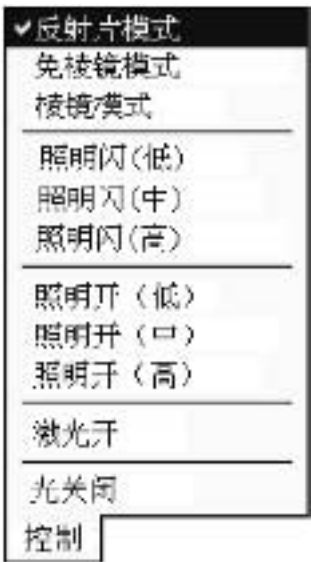 ✔反射片模式
免棱镜模式
棱镜模式
照明闪(低)
照明闪(中)
照明闪(高)
照明开（低）
照明开（中）
照明开（高）
激光开
光关闭
控制